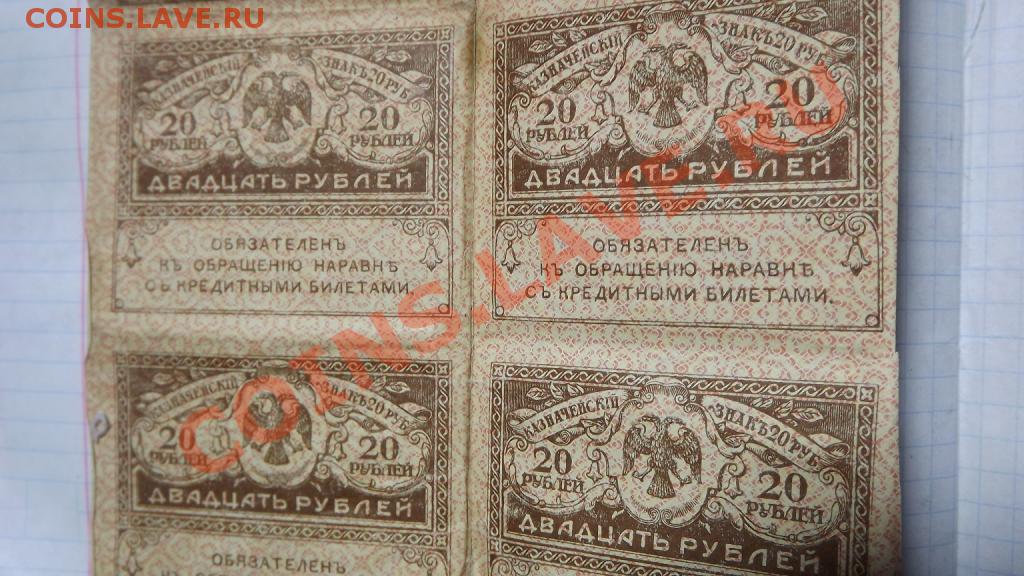 COINS.LAVE.RU
КАЗНАЧЕЙСКІЙ ЗНАКЪ 20 РУБ.
20 РУБЛЕЙ 20 РУБЛЕЙ
ДВАДЦАТЬ РУБЛЕЙ
ОБЯЗАТЕЛЕНЪ
КЪ ОБРАЩЕНІЮ НАРАВНѢ
СЪ КРЕДИТНЫМИ БИЛЕТАМИ.
КАЗНАЧЕЙСКІЙ ЗНАКЪ 20 РУБ.
20 РУБЛЕЙ 20 РУБЛЕЙ
ДВАДЦАТЬ РУБЛЕЙ
ОБЯЗАТЕЛЕНЪ
КЪ ОБРАЩЕНІЮ НАРАВНѢ
СЪ КРЕДИТНЫМИ БИЛЕТАМИ.
COINS.LAVE.RU
КАЗНАЧЕЙСКІЙ ЗНАКЪ 20 РУБ.
20 РУБЛЕЙ 20 РУБЛЕЙ
ДВАДЦАТЬ РУБЛЕЙ
ОБЯЗАТЕЛЕНЪ
КАЗНАЧЕЙСКІЙ ЗНАКЪ 20 РУБ.
20 РУБЛЕЙ 20 РУБЛЕЙ
ДВАДЦАТЬ РУБЛЕЙ